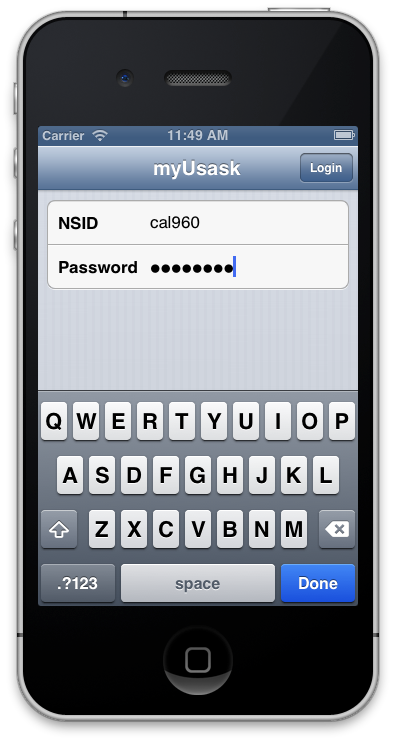 Carrier 11:49 AM
myUsask Login
NSID cal960
Password ●●●●●●●●
Q W E R T Y U I O P
A S D F G H J K L
Z X C V B N M
.?123 space Done